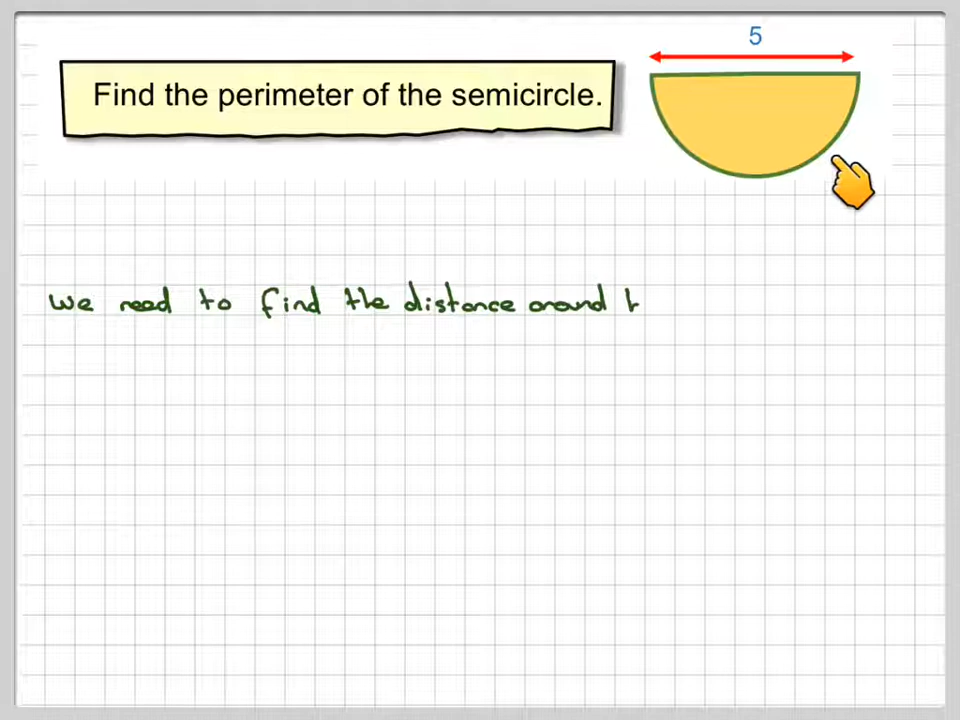 5
Find the perimeter of the semicircle.
we need to find the distance around t